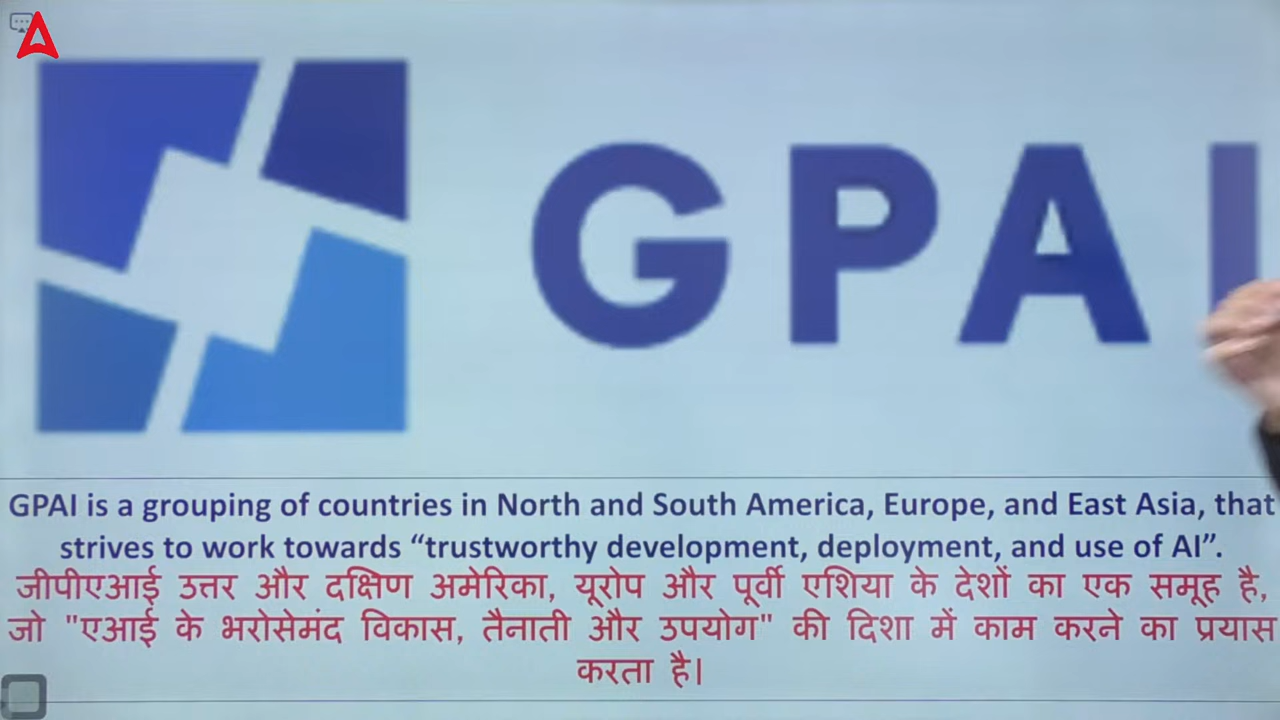 GPAI
GPAI is a grouping of countries in North and South America, Europe, and East Asia, that
strives to work towards “trustworthy development, deployment, and use of AI”.
जीपीएआई उत्तर और दक्षिण अमेरिका, यूरोप और पूर्वी एशिया के देशों का एक समूह है,
जो "एआई के भरोसेमंद विकास, तैनाती और उपयोग" की दिशा में काम करने का प्रयास
करता है।